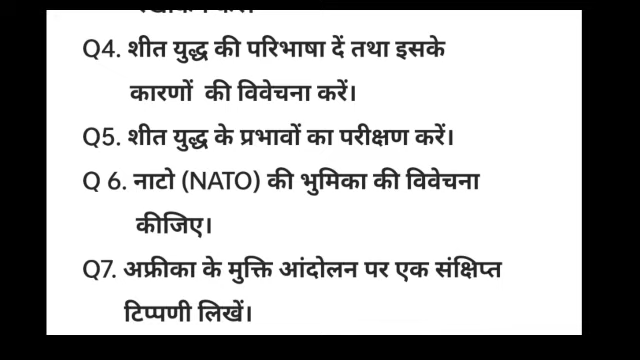 Q4. शीत युद्ध की परिभाषा दें तथा इसके
कारणों की विवेचना करें।
Q5. शीत युद्ध के प्रभावों का परीक्षण करें।
Q 6. नाटो (NATO) की भुमिका की विवेचना
कीजिए।
Q7. अफ्रीका के मुक्ति आंदोलन पर एक संक्षिप्त
टिप्पणी लिखें।